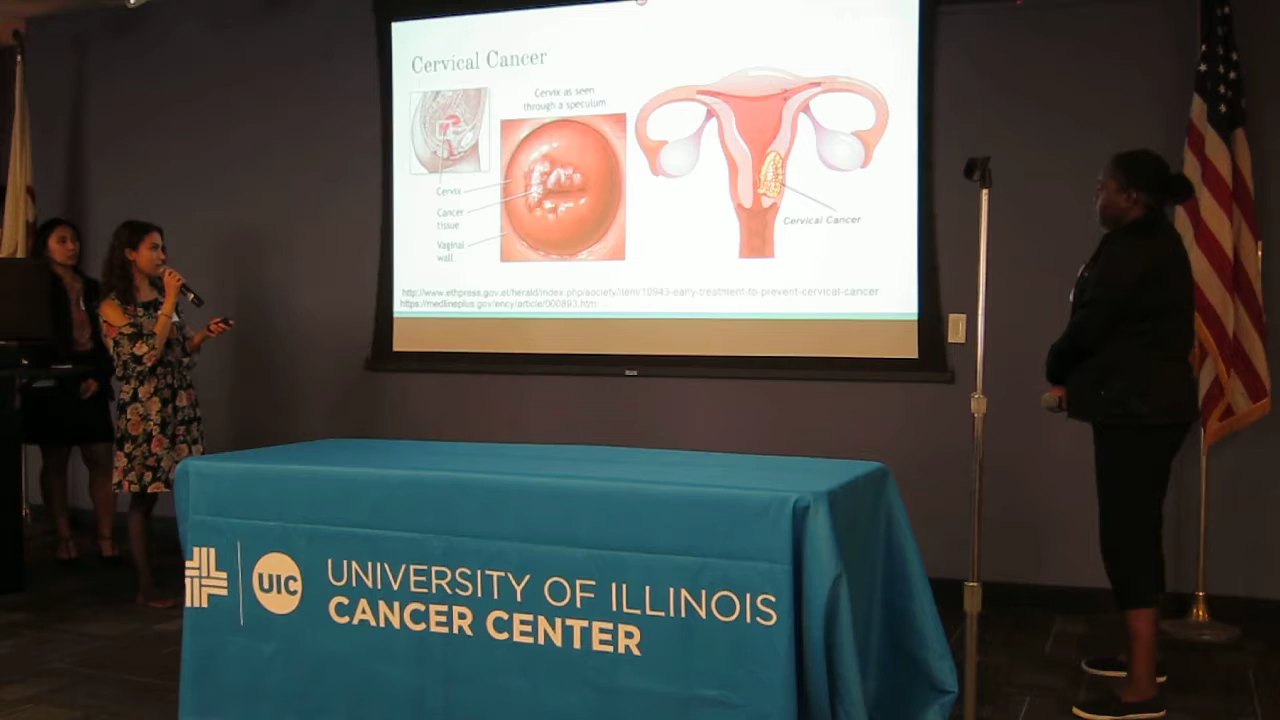 Cervical Cancer
Cervix as seen
through a speculum
Cervix
Cancer
tissue
Vaginal
wall
Cervical Cancer
http://www.ethpress.gov.et/herald/index.php/society/item/10943-early-treatment-to-prevent-cervical-cancer
https://medlineplus.gov/ency/article/000893.htm
UIC
UNIVERSITY OF ILLINOIS
CANCER CENTER